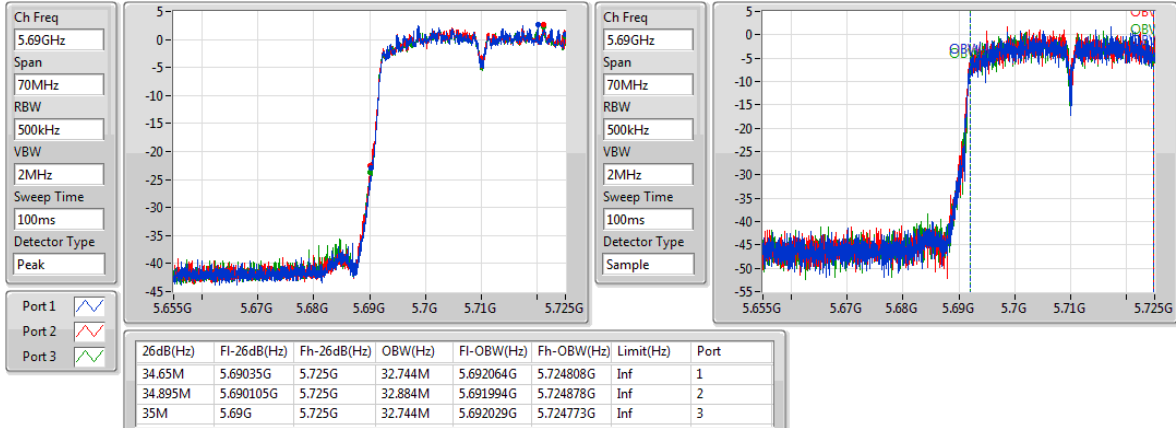 Ch Freq
5.69GHz
Span
70MHz
RBW
500kHz
VBW
2MHz
Sweep Time
100ms
Detector Type
Peak
Port 1
Port 2
Port 3
5
0
-5
-10
-15
-20
-25
-30
-35
-40
-45
5.655G 5.67G 5.68G 5.69G 5.7G 5.71G 5.725G
Ch Freq
5.69GHz
Span
70MHz
RBW
500kHz
VBW
2MHz
Sweep Time
100ms
Detector Type
Sample
5
0
-5
-10
-15
-20
-25
-30
-35
-40
-45
-50
-55
5.655G 5.67G 5.68G 5.69G 5.7G 5.71G 5.725G
OBW
OBW
26dB(Hz) Fl-26dB(Hz) Fh-26dB(Hz) OBW(Hz) Fl-OBW(Hz) Fh-OBW(Hz) Limit(Hz) Port
34.65M 5.69035G 5.725G 32.744M 5.692064G 5.724808G Inf 1
34.895M 5.690105G 5.725G 32.884M 5.691994G 5.724878G Inf 2
35M 5.69G 5.725G 32.744M 5.692029G 5.724773G Inf 3